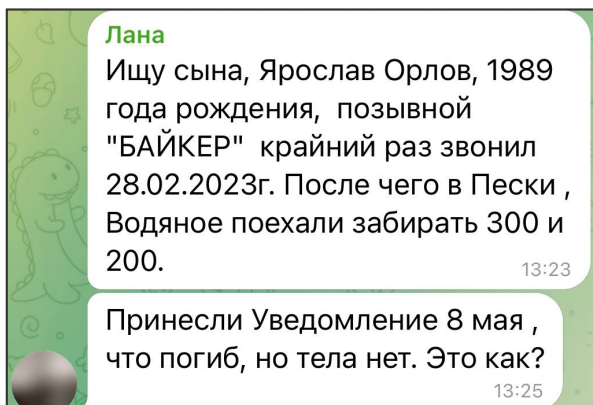 Лана
Ищу сына, Ярослав Орлов, 1989
года рождения,  позывной
"БАЙКЕР"  крайний раз звонил
28.02.2023г. После чего в Пески ,
Водяное поехали забирать 300 и
200.
13:23
Принесли Уведомление 8 мая ,
что погиб, но тела нет. Это как?
13:25